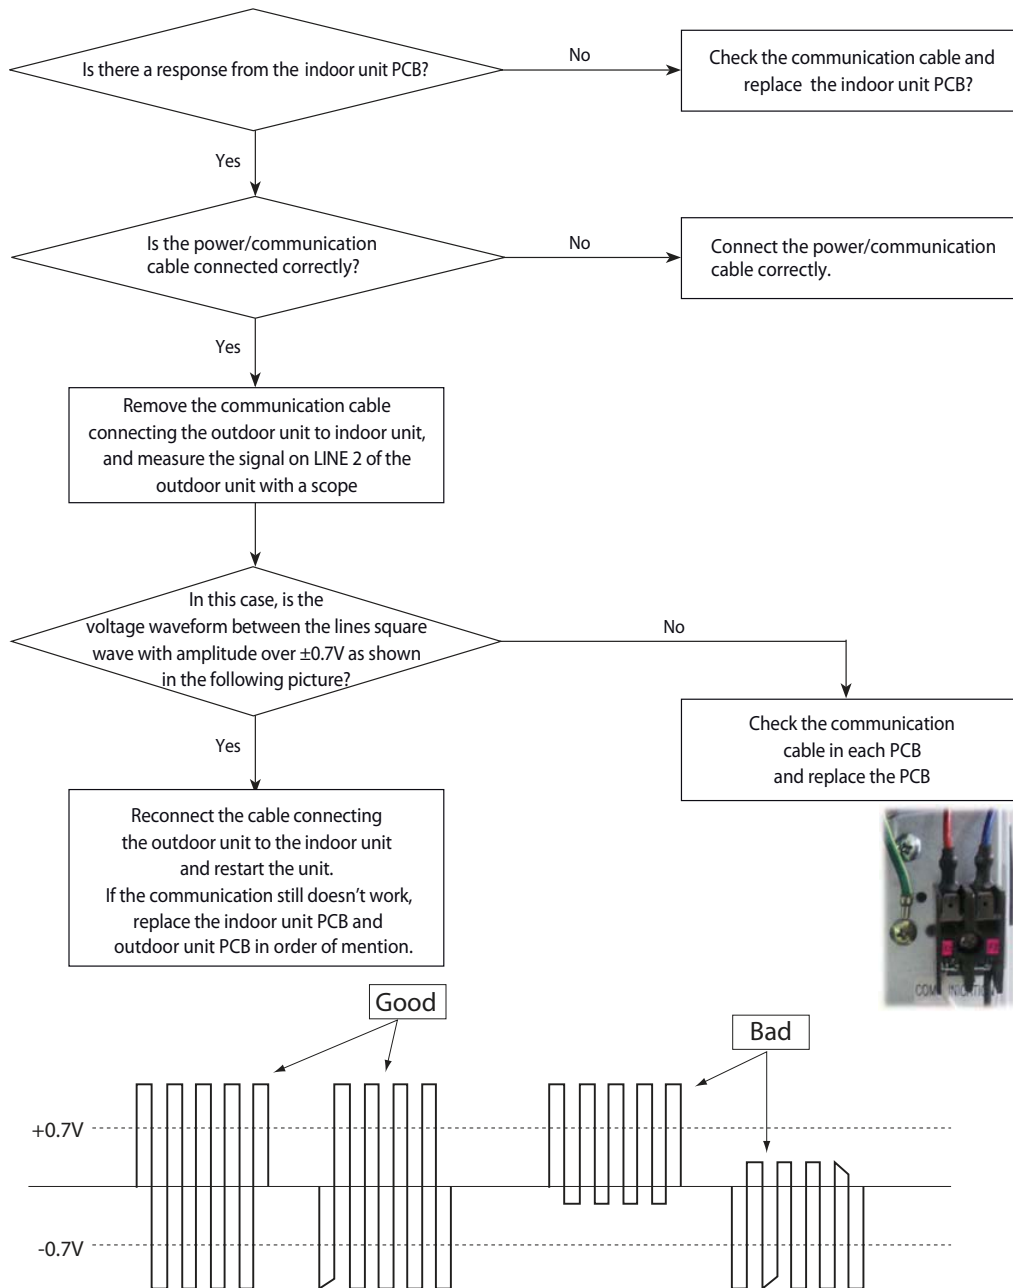 Is there a response from the indoor unit PCB?
No
Check the communication cable and
replace the indoor unit PCB?
Yes
Is the power/communication
cable connected correctly?
No
Connect the power/communication
cable correctly.
Yes
Remove the communication cable
connecting the outdoor unit to indoor unit,
and measure the signal on LINE 2 of the
outdoor unit with a scope
In this case, is the
voltage waveform between the lines square
wave with amplitude over ±0.7V as shown
in the following picture?
No
Check the communication
cable in each PCB
and replace the PCB
Yes
Reconnect the cable connecting
the outdoor unit to the indoor unit
and restart the unit.
If the communication still doesn't work,
replace the indoor unit PCB and
outdoor unit PCB in order of mention.
Good
Bad
+0.7V
-0.7V